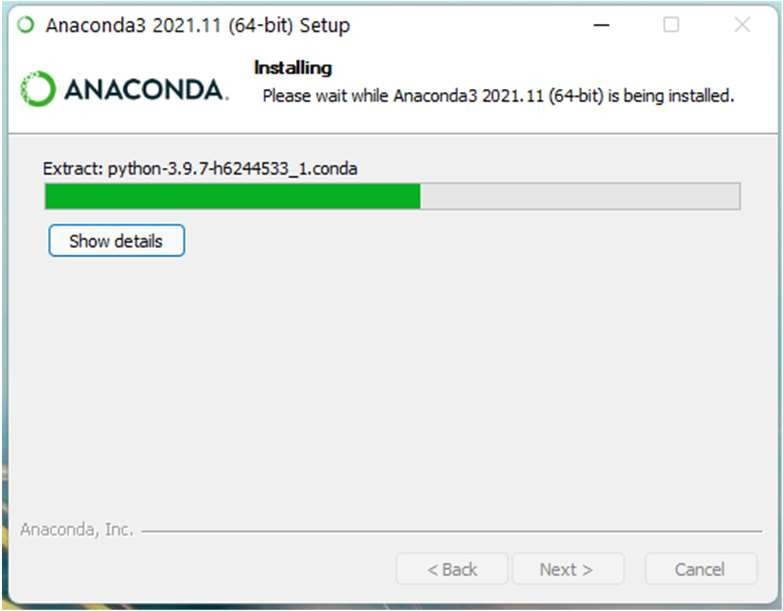 Anaconda3 2021.11 (64-bit) Setup
ANACONDA.
Installing
Please wait while Anaconda3 2021.11 (64-bit) is being installed.
Extract: python-3.9.7-h6244533_1.conda
Show details
Anaconda, Inc.
< Back
Next >
Cancel